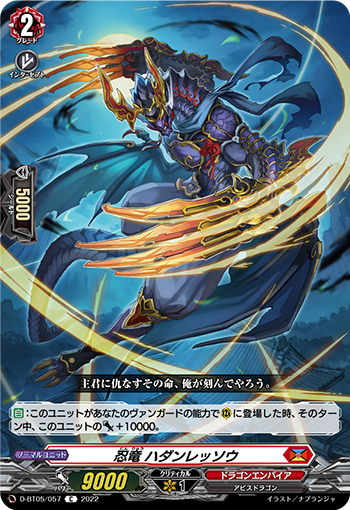 2
グレード
インターセプト
5000
シールド
主君に仇なすその命、俺が刻んでやろう。
自:このユニットがあなたのヴァンガードの能力でRに登場した時、そのター
ン中、このユニットの+10000。
ノーマルユニット
忍竜 ハダンレッソウ
パワー
9000
クリティカル
1
ドラゴンエンパイア
アビスドラゴン
D-BT05/057 C 2022
イラスト/ナブランジャ